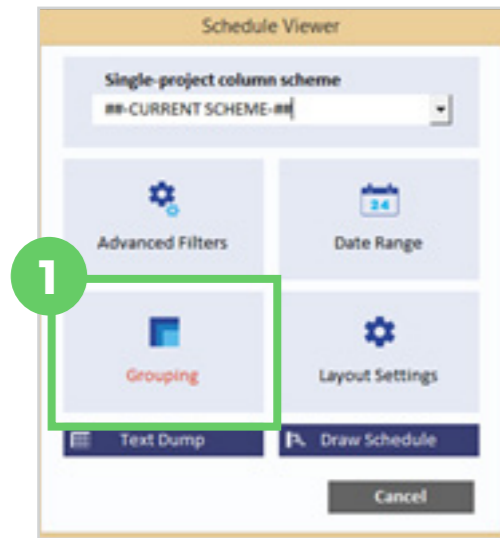 Schedule Viewer
Single-project column scheme
##-CURRENT SCHEME-##
Advanced Filters
24
Date Range
1
Grouping
Layout Settings
Text Dump
Draw Schedule
Cancel